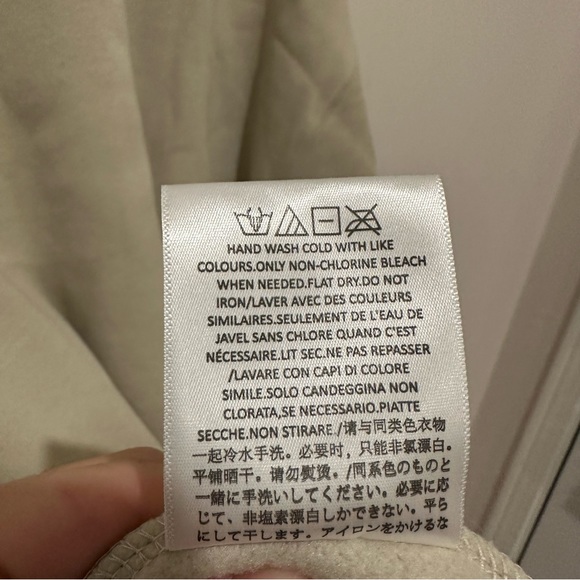 HAND WASH COLD WITH LIKE
COLOURS.ONLY NON-CHLORINE BLEACH
WHEN NEEDED.FLAT DRY.DO NOT
IRON/LAVER AVEC DES COULEURS
SIMILAIRES.SEULEMENT DE L'EAU DE
JAVEL SANS CHLORE QUAND C'EST
NÉCESSAIRE.LIT SEC.NE PAS REPASSER
/LAVARE CON CAPI DI COLORE
SIMILE.SOLO CANDEGGINA NON
CLORATA,SE NECESSARIO.PIATTE
SECCHE.NON STIRARE./请与同类色衣物
一起冷水手洗。必要时，只能非氯漂白。
平铺晒干。请勿熨烫。/同系色のものと
一緒に手洗いしてください。必要に応
じて、非塩素漂白しかできない。平ら
にして干します。アイロンをかけるな